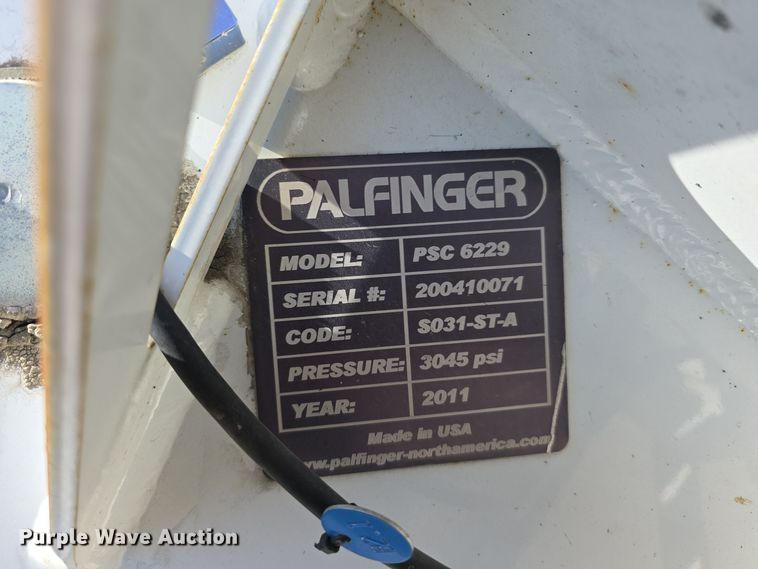 PALFINGER
MODEL: PSC 6229
SERIAL #: 200410071
CODE: S031-ST-A
PRESSURE: 3045 psi
YEAR: 2011
Made in USA
www.palfinger-northamerica.com
Purple Wave Auction